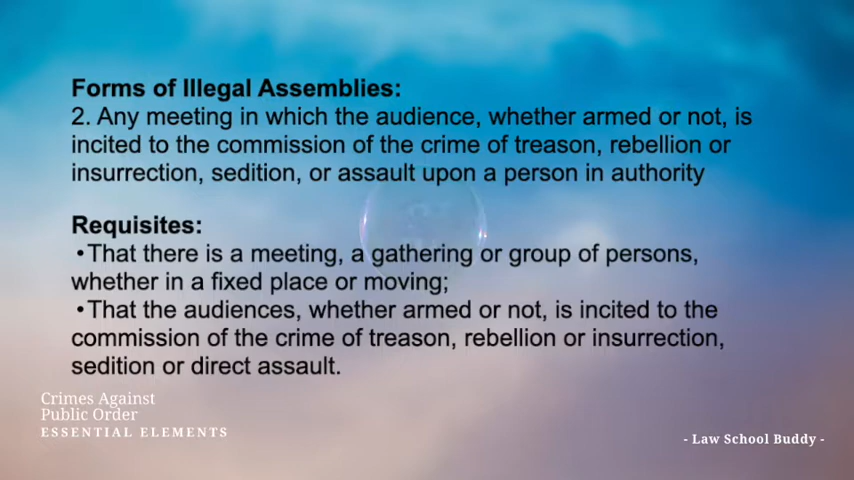 Forms of Illegal Assemblies:
2. Any meeting in which the audience, whether armed or not, is
incited to the commission of the crime of treason, rebellion or
insurrection, sedition, or assault upon a person in authority
Requisites:
•That there is a meeting, a gathering or group of persons,
whether in a fixed place or moving;
•That the audiences, whether armed or not, is incited to the
commission of the crime of treason, rebellion or insurrection,
sedition or direct assault.
Crimes Against
Public Order
ESSENTIAL ELEMENTS
- Law School Buddy -